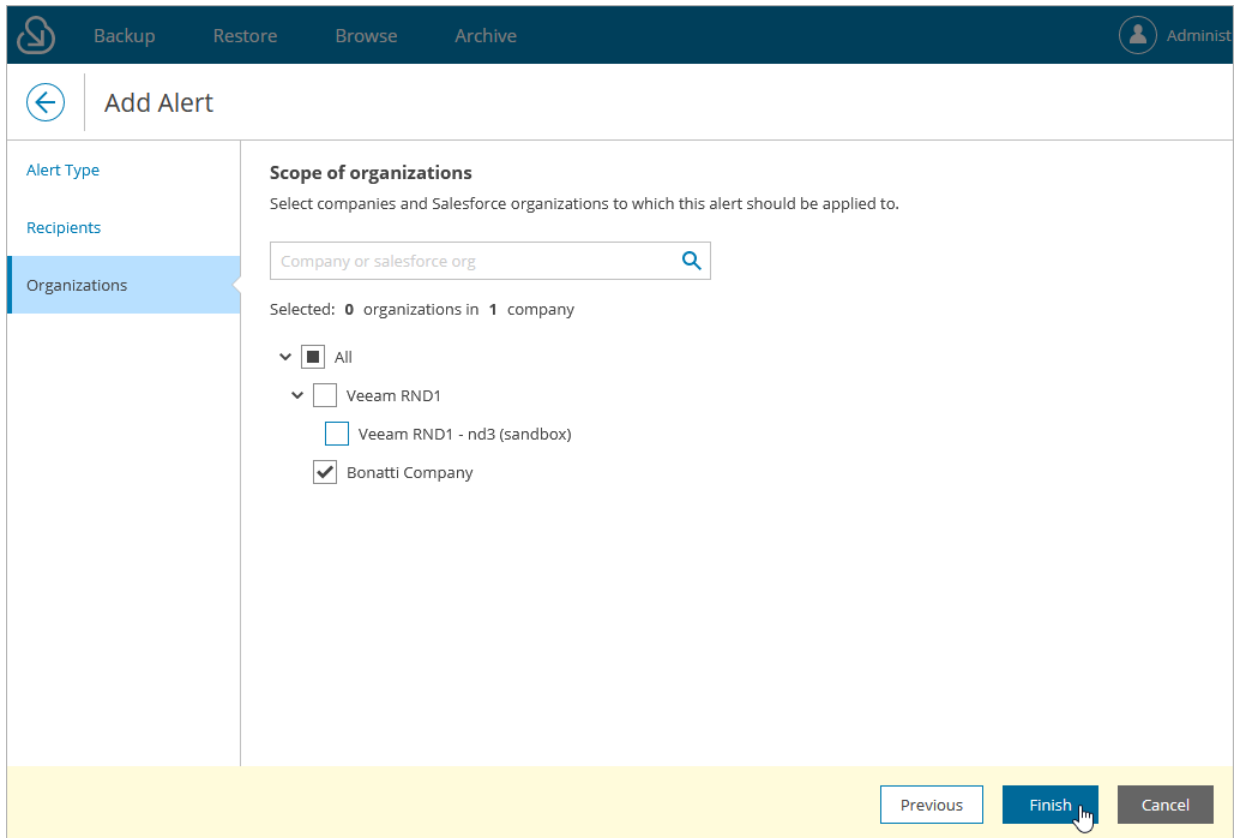 Backup Restore Browse Archive Administ
Add Alert
Alert Type
Recipients
Organizations
Scope of organizations
Select companies and Salesforce organizations to which this alert should be applied to.
Company or salesforce org
Selected: 0 organizations in 1 company
All
Veeam RND1
Veeam RND1 - nd3 (sandbox)
Bonatti Company
Previous Finish Cancel